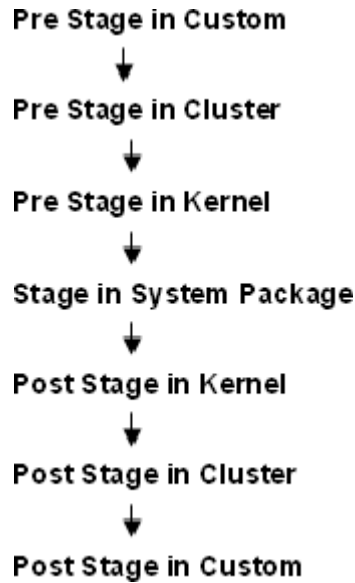 Pre Stage in Custom
Pre Stage in Cluster
Pre Stage in Kernel
Stage in System Package
Post Stage in Kernel
Post Stage in Cluster
Post Stage in Custom